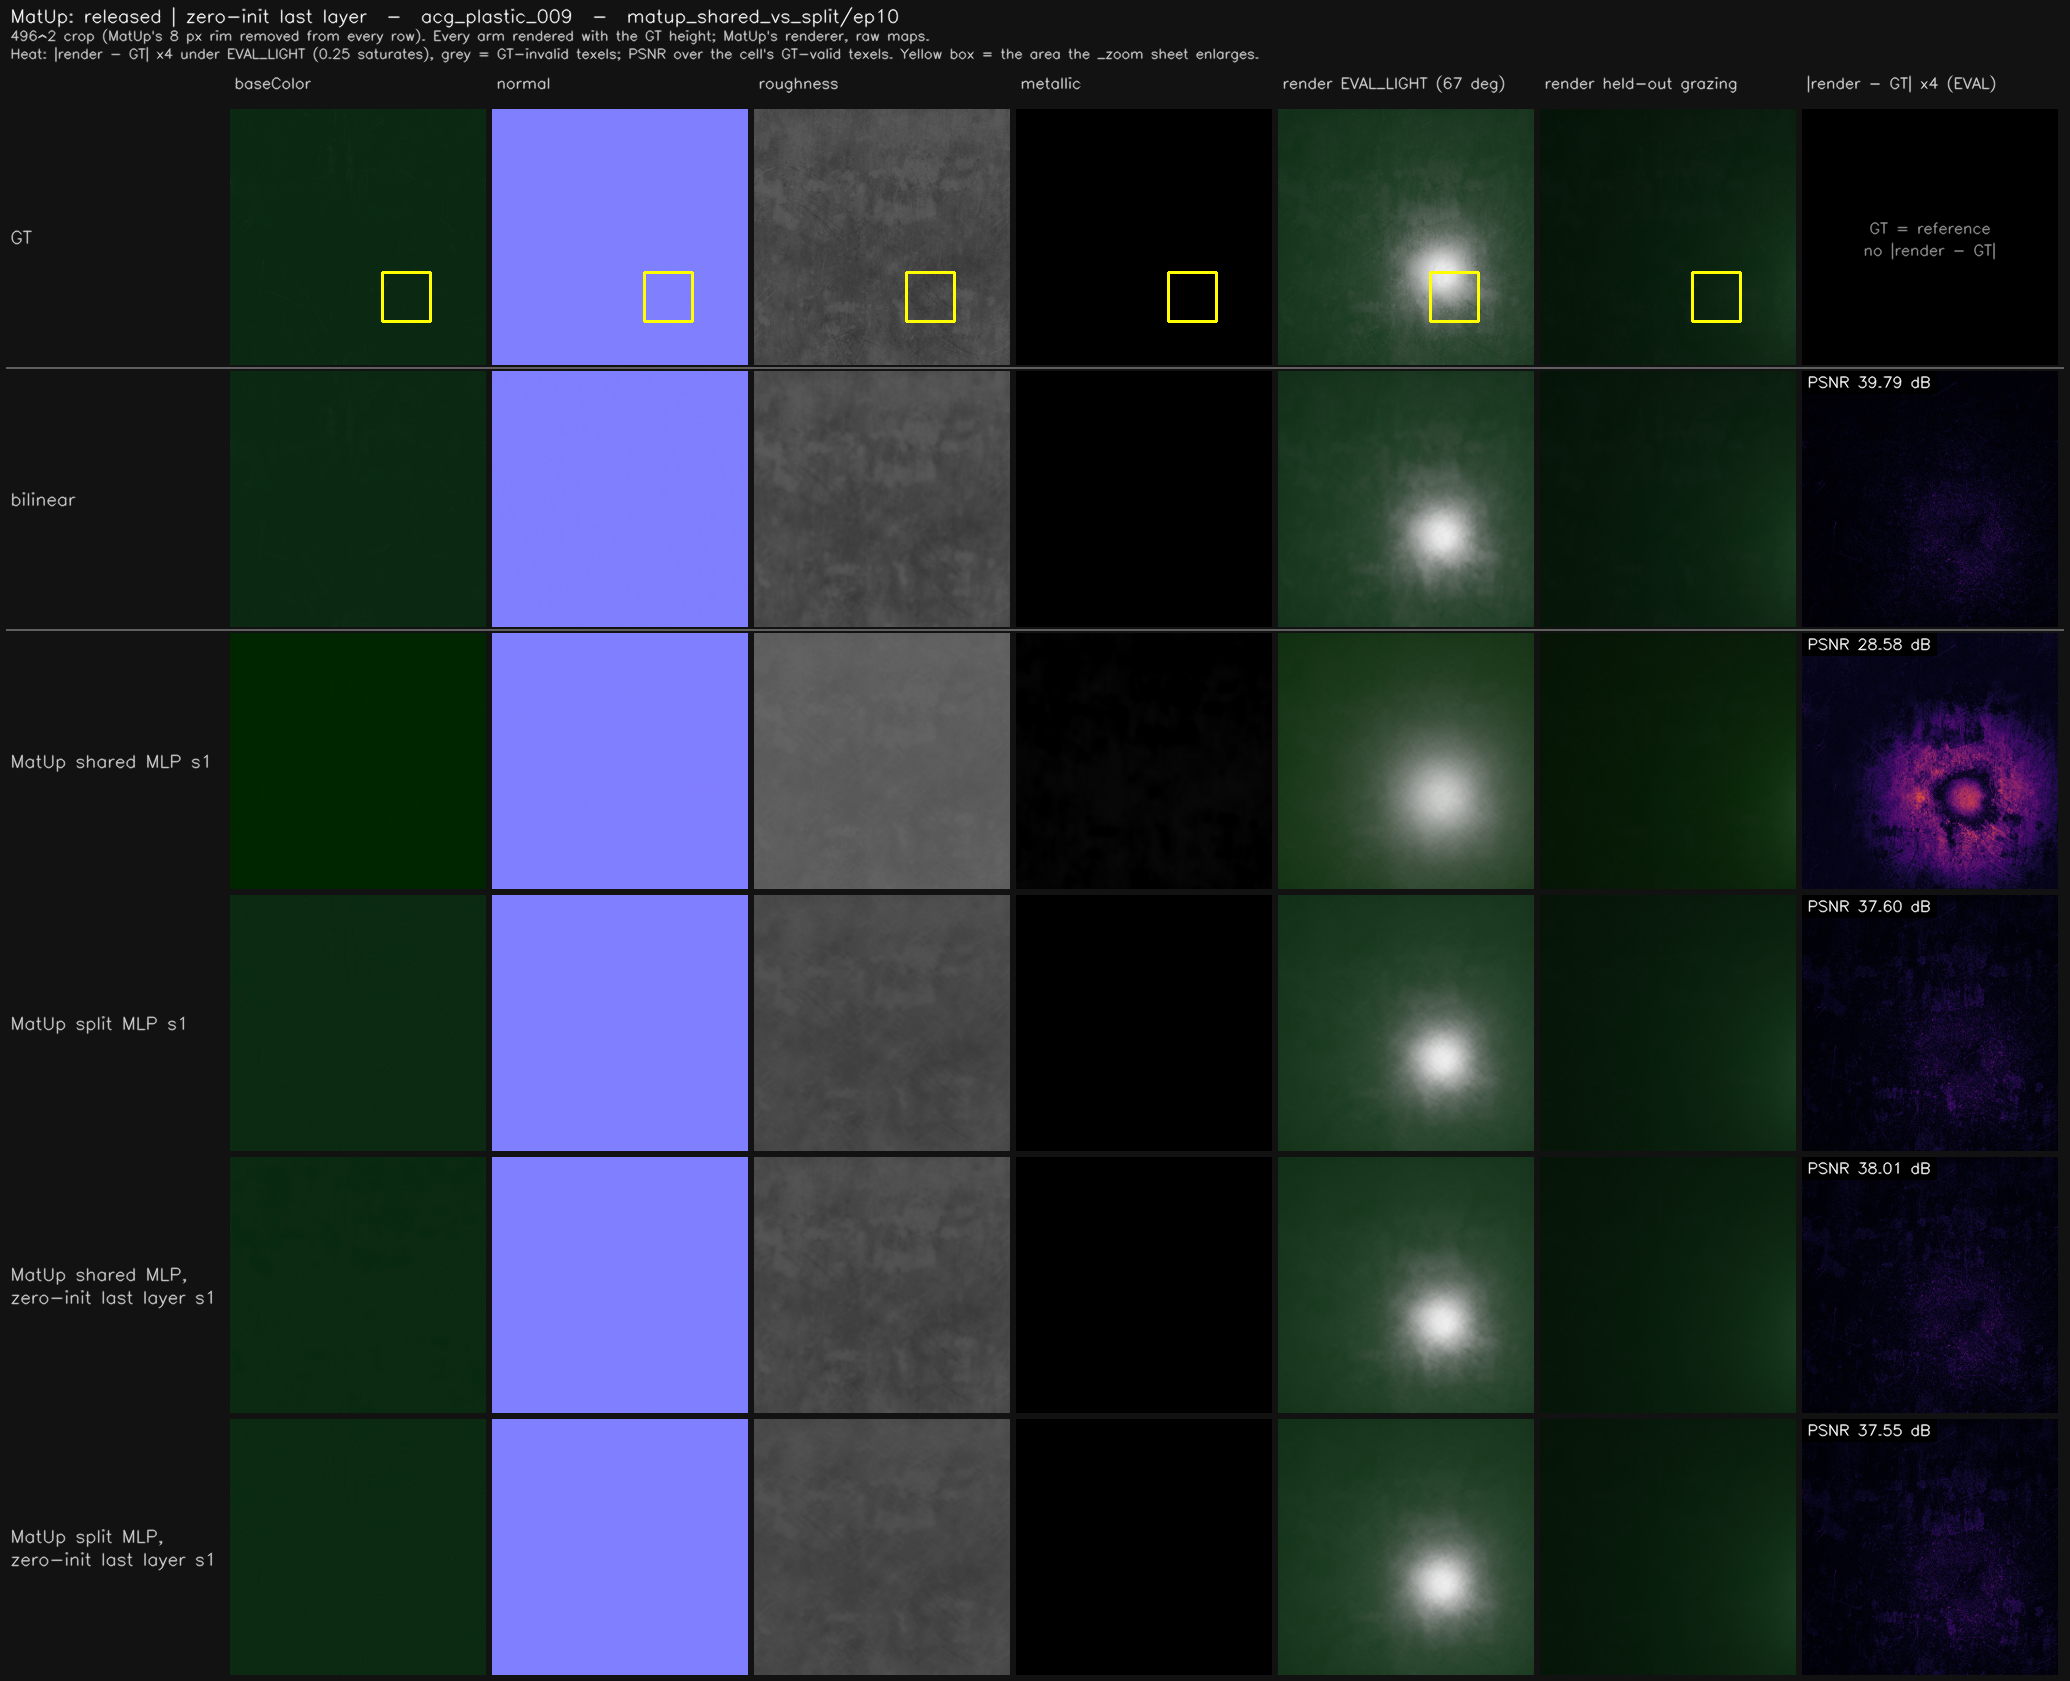 MatUp: released | zero-init last layer — acg_plastic_009 — matup_shared_vs_split/ep10
496^2 crop (MatUp's 8 px rim removed from every row). Every arm rendered with the GT height; MatUp's renderer, raw maps.
Heat: |render - GT| x4 under EVAL_LIGHT (0.25 saturates), grey = GT-invalid texels; PSNR over the cell's GT-valid texels. Yellow box = the area the _zoom sheet enlarges.
baseColor normal roughness metallic render EVAL_LIGHT (67 deg) render held-out grazing |render - GT| x4 (EVAL)
GT
GT = reference
no |render - GT|
bilinear
PSNR 39.79 dB
MatUp shared MLP s1
PSNR 28.58 dB
MatUp split MLP s1
PSNR 37.60 dB
MatUp shared MLP,
zero-init last layer s1
PSNR 38.01 dB
MatUp split MLP,
zero-init last layer s1
PSNR 37.55 dB